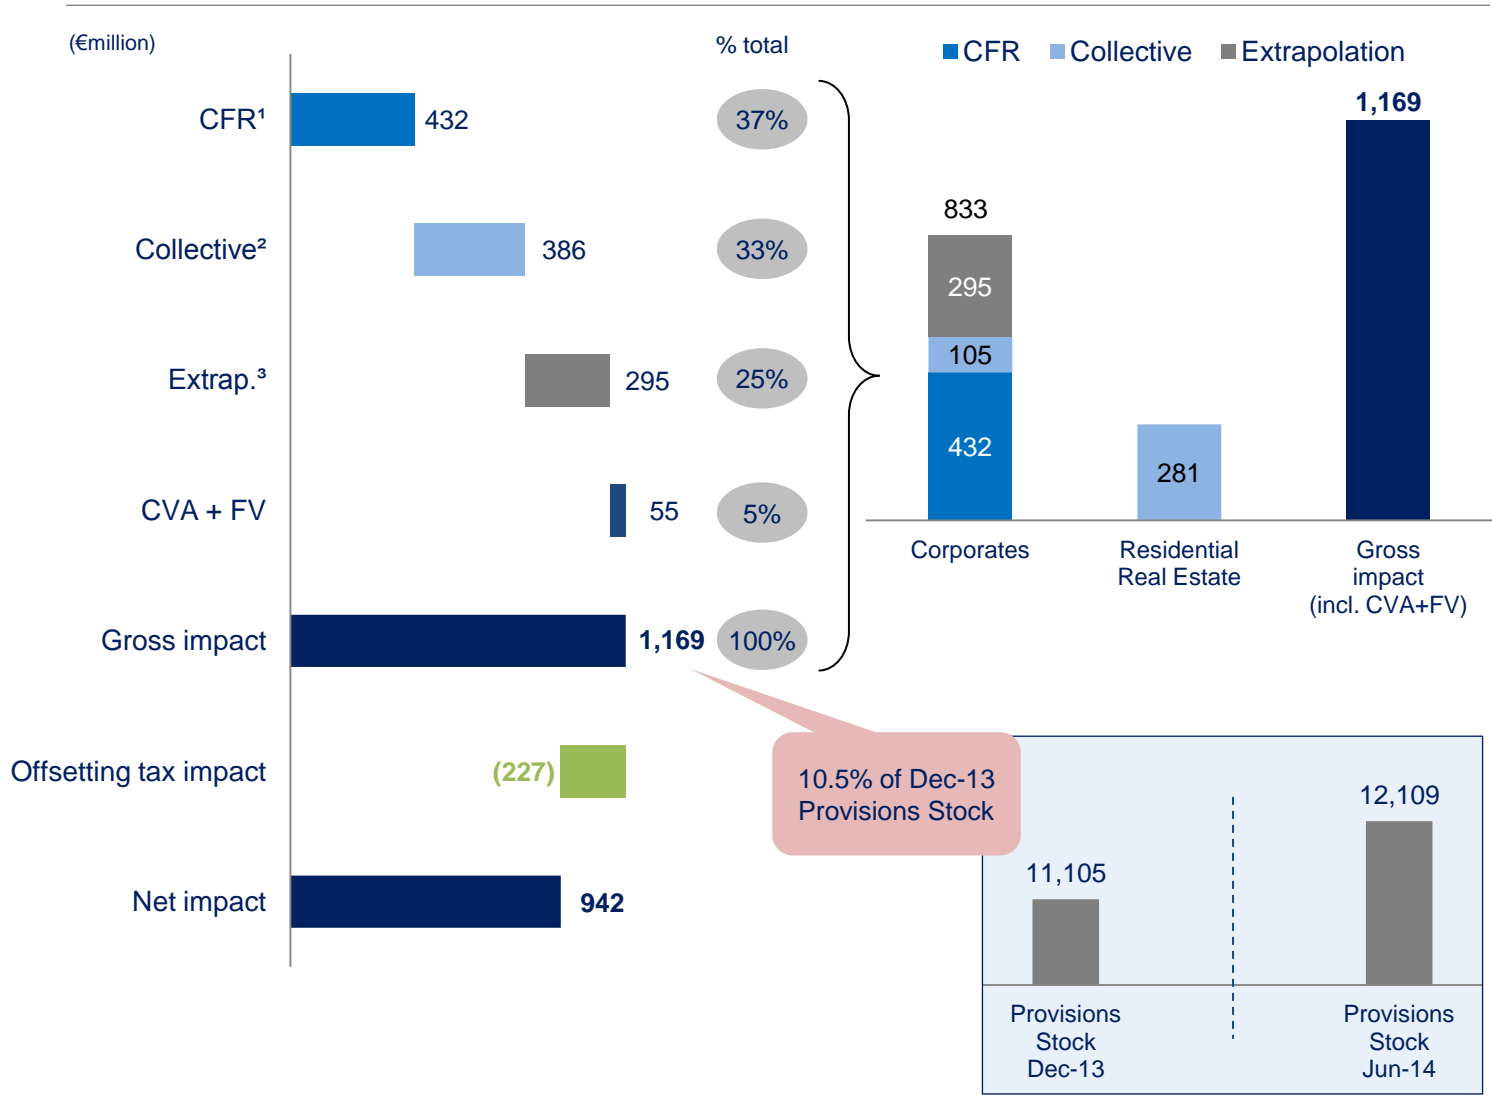 (€million)
% total
CFR¹
432
37%
Collective²
386
33%
Extrap.³
295
25%
CVA + FV
55
5%
Gross impact
1,169
100%
Offsetting tax impact
(227)
Net impact
942
CFR
Collective
Extrapolation
1,169
833
295
105
432
281
Corporates
Residential
Real Estate
Gross
impact
(incl. CVA+FV)
10.5% of Dec-13
Provisions Stock
11,105
12,109
Provisions
Stock
Dec-13
Provisions
Stock
Jun-14